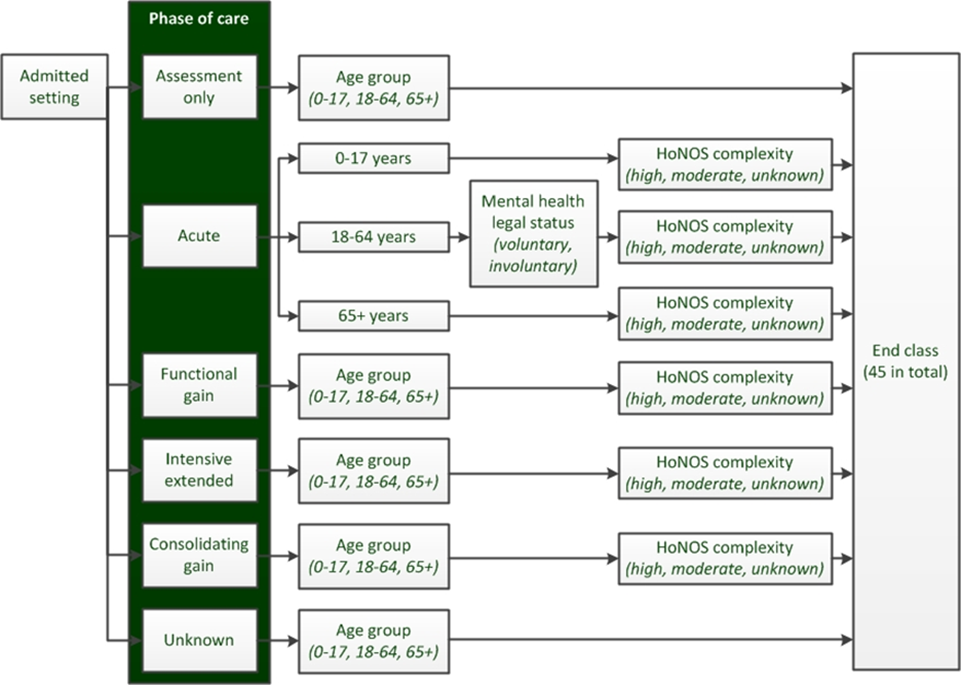 Phase of care
Admitted
setting
Assessment
only
Age group
(0-17, 18-64, 65+)
Acute
0-17 years
HoNOS complexity
(high, moderate, unknown)
18-64 years
Mental health
legal status
(voluntary,
involuntary)
HoNOS complexity
(high, moderate, unknown)
65+ years
HoNOS complexity
(high, moderate, unknown)
Functional
gain
Age group
(0-17, 18-64, 65+)
HoNOS complexity
(high, moderate, unknown)
Intensive
extended
Age group
(0-17, 18-64, 65+)
HoNOS complexity
(high, moderate, unknown)
Consolidating
gain
Age group
(0-17, 18-64, 65+)
HoNOS complexity
(high, moderate, unknown)
Unknown
Age group
(0-17, 18-64, 65+)
End class
(45 in total)